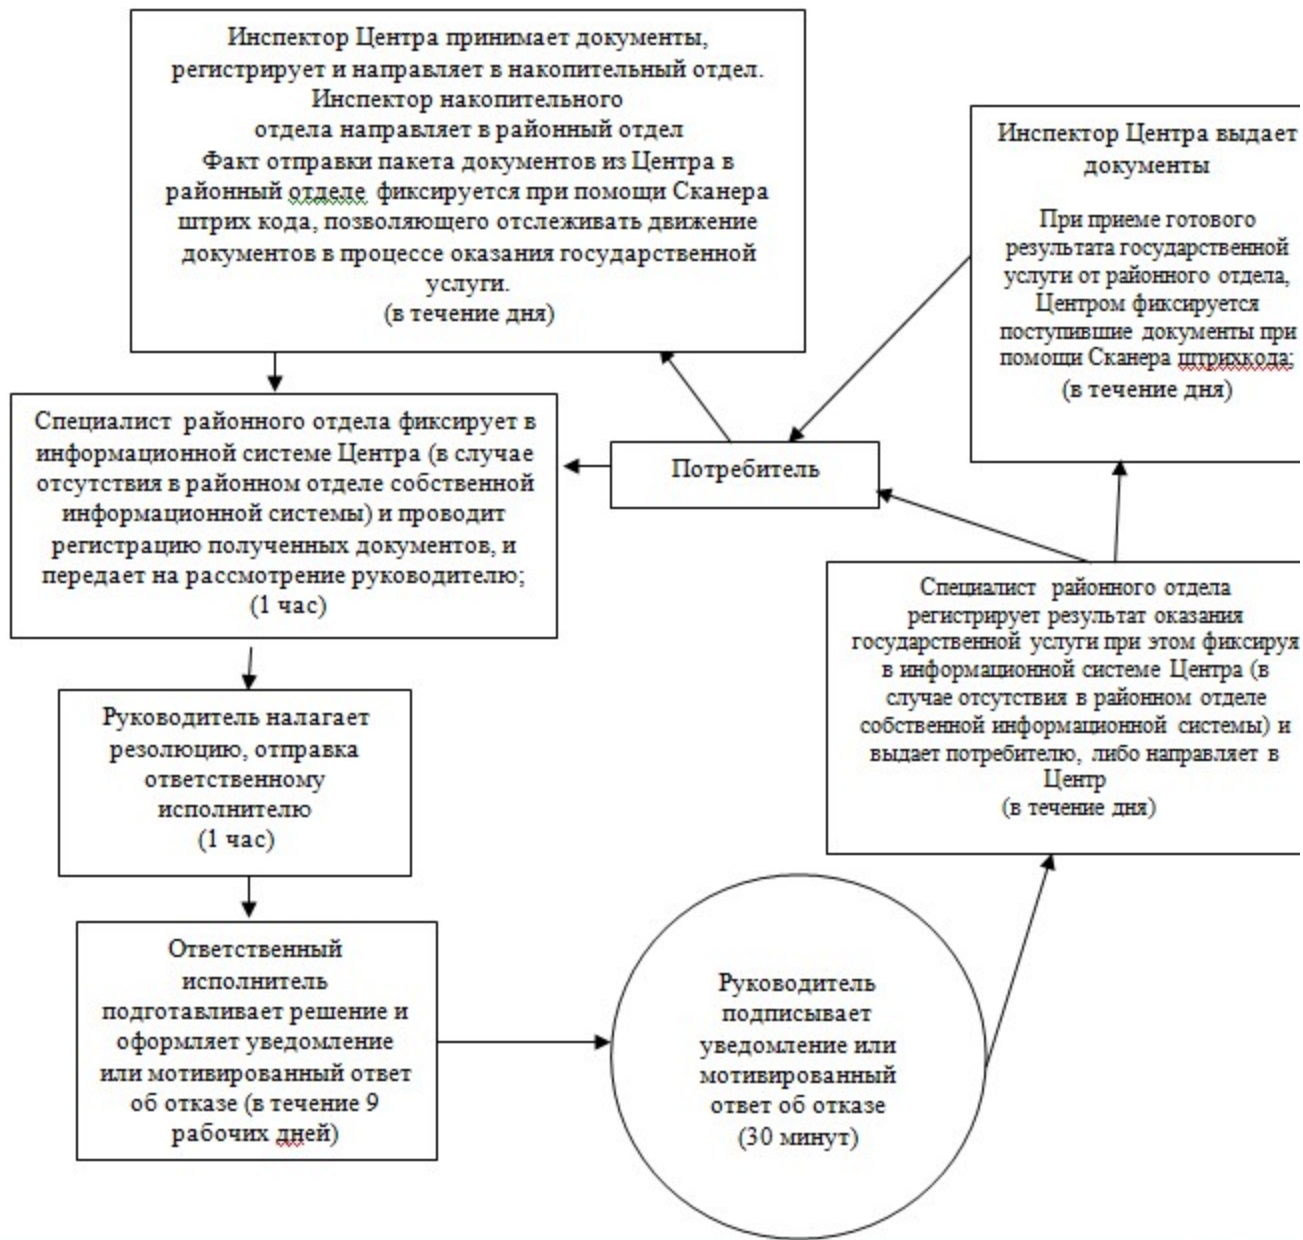 Инспектор Центра принимает документы,
регистрирует и направляет в накопительный отдел.
Инспектор накопительного
отдела направляет в районный отдел
Факт отправки пакета документов из Центра в
районный отделе фиксируется при помощи Сканера
штрих кода, позволяющего отслеживать движение
документов в процессе оказания государственной
услуги.
(в течение дня)
Инспектор Центра выдает
документы
При приеме готового
результата государственной
услуги от районного отдела,
Центром фиксируется
поступившие документы при
помощи Сканера штрихкода;
(в течение дня)
Специалист районного отдела фиксирует в
информационной системе Центра (в случае
отсутствия в районном отделе собственной
информационной системы) и проводит
регистрацию полученных документов, и
передает на рассмотрение руководителю;
(1 час)
Потребитель
Специалист районного отдела
регистрирует результат оказания
государственной услуги при этом фиксируя
в информационной системе Центра (в
случае отсутствия в районном отделе
собственной информационной системы) и
выдает потребителю, либо направляет в
Центр
(в течение дня)
Руководитель налагает
резолюцию, отправка
ответственному
исполнителю
(1 час)
Ответственный
исполнитель
подготавливает решение и
оформляет уведомление
или мотивированный ответ
об отказе (в течение 9
рабочих дней)
Руководитель
подписывает
уведомление или
мотивированный
ответ об отказе
(30 минут)